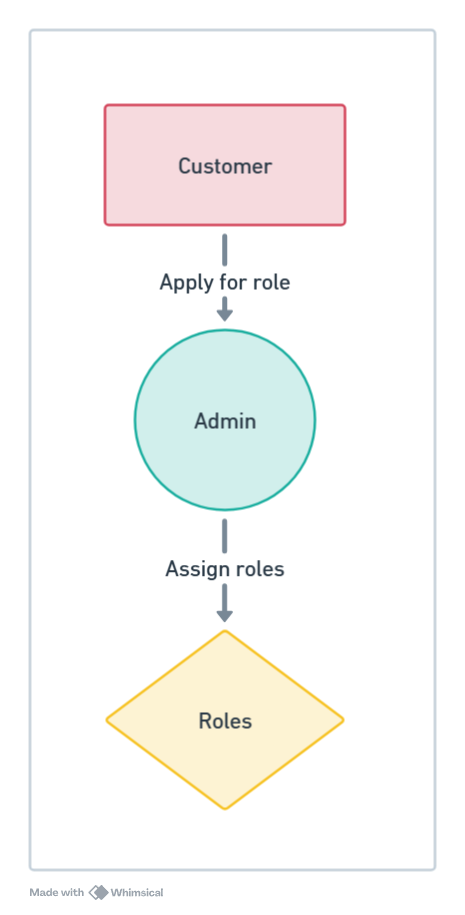 Customer
Apply for role
Admin
Assign roles
Roles
Made with Whimsical